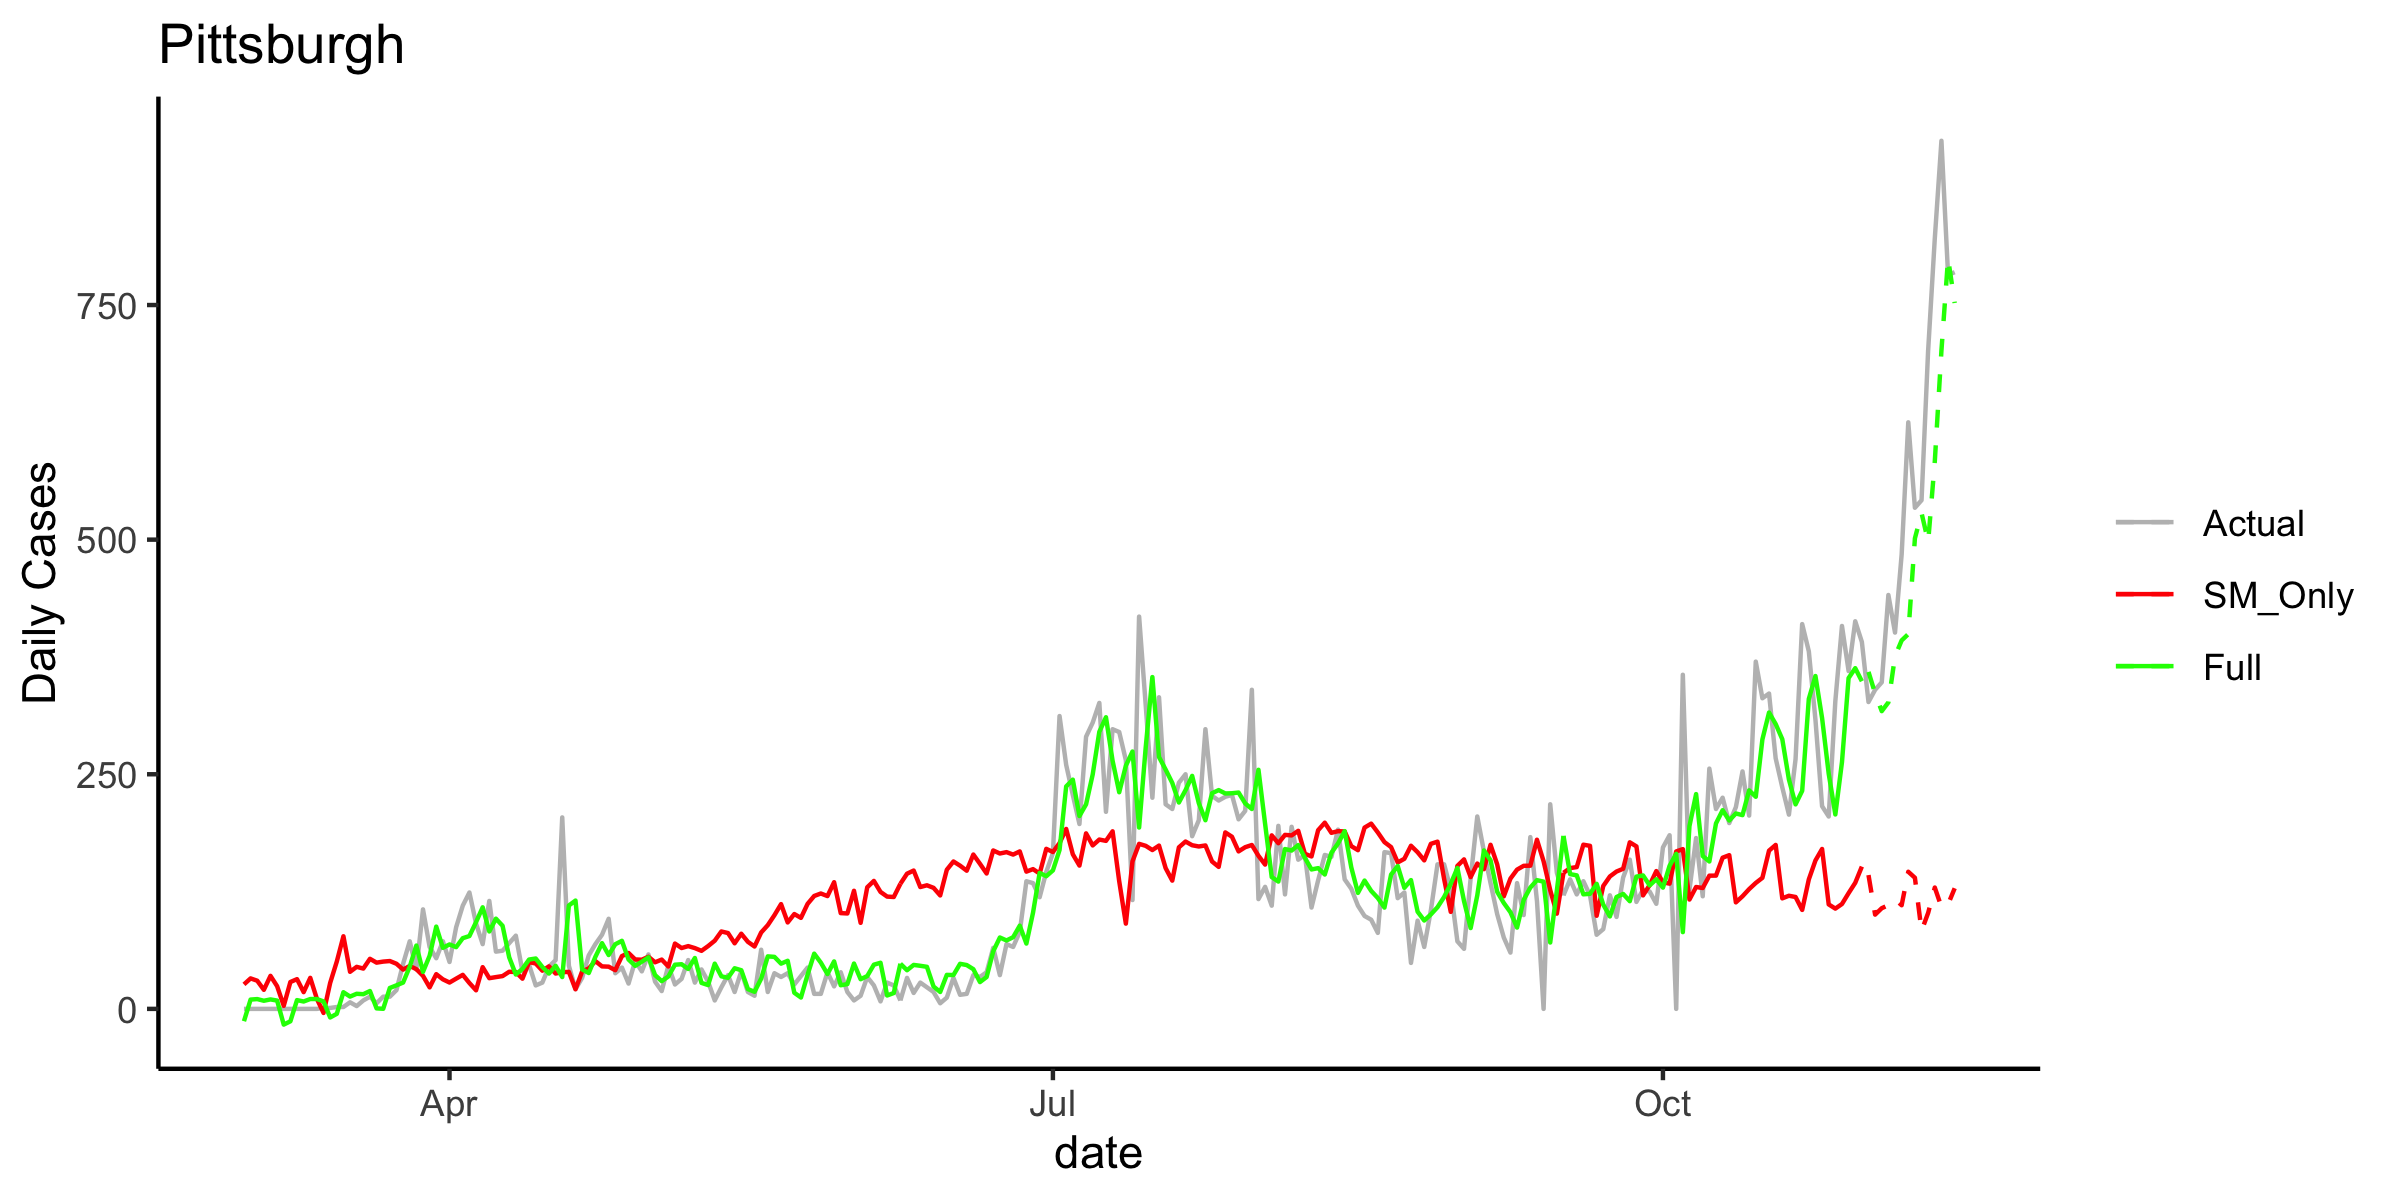 Pittsburgh
Daily Cases
750
500
250
0
Apr
Jul
Oct
date
Actual
SM_Only
Full